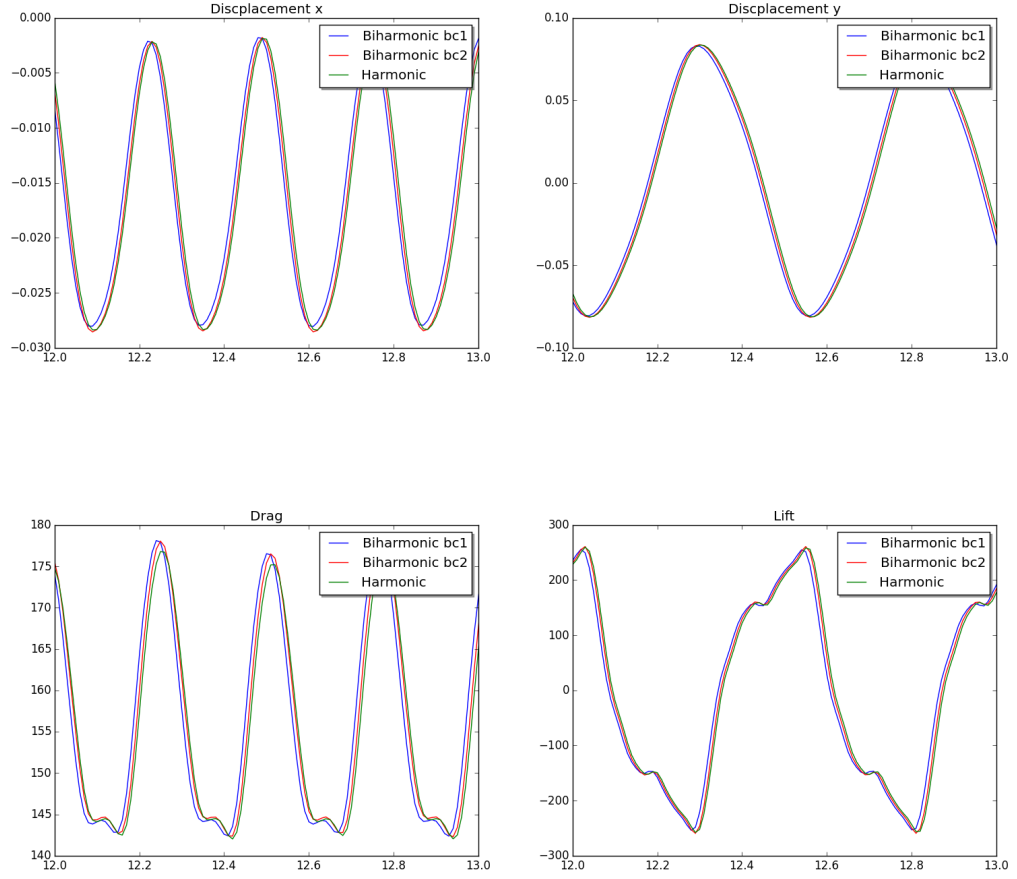 Discplacement x
0.000
−0.005
−0.010
−0.015
−0.020
−0.025
−0.030
12.0 12.2 12.4 12.6 12.8 13.0
Biharmonic bc1
Biharmonic bc2
Harmonic
Discplacement y
0.10
0.05
0.00
−0.05
−0.10
12.0 12.2 12.4 12.6 12.8 13.0
Biharmonic bc1
Biharmonic bc2
Harmonic
Drag
180
175
170
165
160
155
150
145
140
12.0 12.2 12.4 12.6 12.8 13.0
Biharmonic bc1
Biharmonic bc2
Harmonic
Lift
300
200
100
0
−100
−200
−300
12.0 12.2 12.4 12.6 12.8 13.0
Biharmonic bc1
Biharmonic bc2
Harmonic